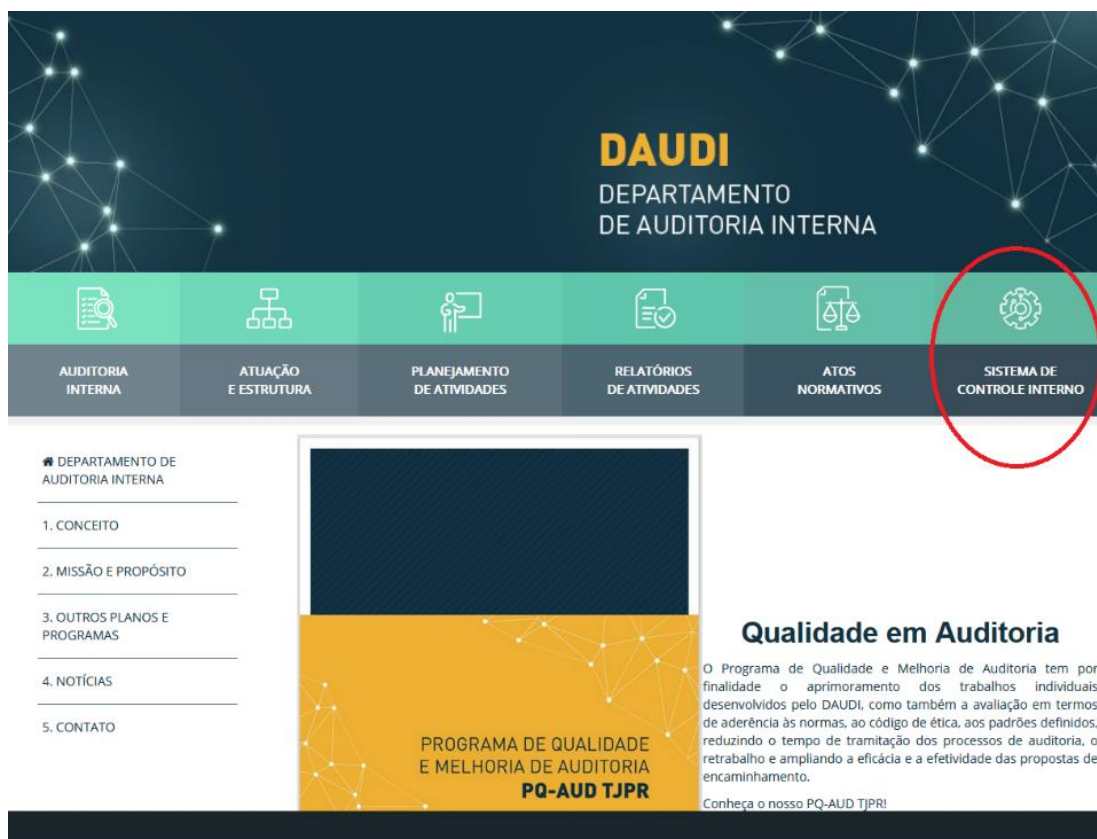 DAUDI
DEPARTAMENTO
DE AUDITORIA INTERNA
AUDITORIA
INTERNA
ATUAÇÃO
E ESTRUTURA
PLANEJAMENTO
DE ATIVIDADES
RELATÓRIOS
DE ATIVIDADES
ATOS
NORMATIVOS
SISTEMA DE
CONTROLE INTERNO
DEPARTAMENTO DE
AUDITORIA INTERNA
1. CONCEITO
2. MISSÃO E PROPÓSITO
3. OUTROS PLANOS E
PROGRAMAS
4. NOTÍCIAS
5. CONTATO
PROGRAMA DE QUALIDADE
E MELHORIA DE AUDITORIA
PQ-AUD TJPR
Qualidade em Auditoria
O Programa de Qualidade e Melhoria de Auditoria tem por
finalidade o aprimoramento dos trabalhos individuais
desenvolvidos pelo DAUDI, como também a avaliação em termos
de aderência às normas, ao código de ética, aos padrões definidos,
reduzindo o tempo de tramitação dos processos de auditoria, o
retrabalho e ampliando a eficácia e a efetividade das propostas de
encaminhamento.
Conheça o nosso PQ-AUD TJPR!